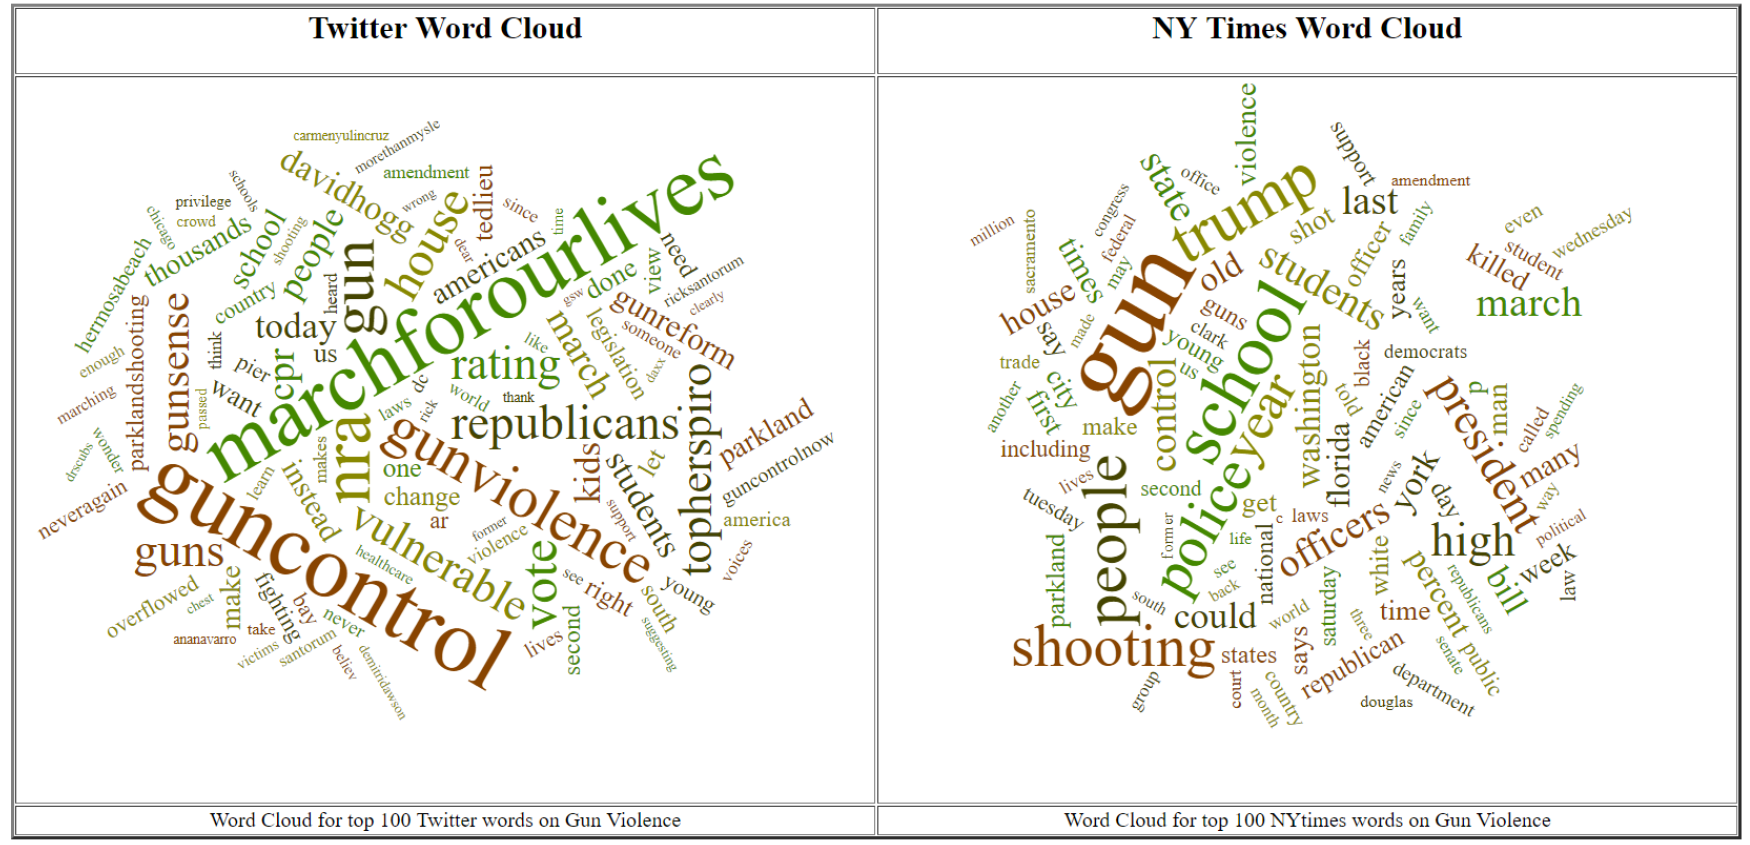 Twitter Word Cloud
NY Times Word Cloud
carmenyulincruz
morethanmysle
davidhogg
amendment
schools
privilege
wrong
tedlieu
since
time
chicago
crowd
thousands
school
shooting
people
house
dear
americans
marchforourlives
need
view
ricksantorum
hermosabeach
country
heard
gun
gsw
done
clearly
parklandshooting
gunsense
today
us
think
pier
cpr
like
march
legislation
gunreform
someone
daxx
enough
marching
passed
want
dc
rating
world
thank
laws
rick
republicans
topherspiro
parkland
drscubs
wonder
makes
nra
one
gunviolence
kids
students
let
guncontrolnow
neveragain
guncontrol
learn
instead
change
ar
former
violence
support
america
voices
guns
vulnerable
healthcare
vote
see
right
young
south
suggesting
overflowed
chest
make
fighting
bay
never
ananavarro
take
victims
santorum
believ
demitridawson
lives
second
violence
support
state
office
trump
last
amendment
congress
federal
million
sacramento
times
may
shot
officer
family
even
student
wednesday
killed
march
house
say
made
gun
old
guns
clark
young
us
students
years
want
school
trade
city
first
another
make
control
year
washington
black
told
democrats
american
since
president
p
man
called
spending
many
including
lives
tuesday
people
second
police
get
c
laws
florida
news
york
day
high
way
political
former
life
see
back
national
officers
white
percent
republicans
bill
week
law
parkland
south
could
world
saturday
three
time
senate
public
shooting
states
says
republican
department
group
court
country
month
douglas
Word Cloud for top 100 Twitter words on Gun Violence
Word Cloud for top 100 NYtimes words on Gun Violence